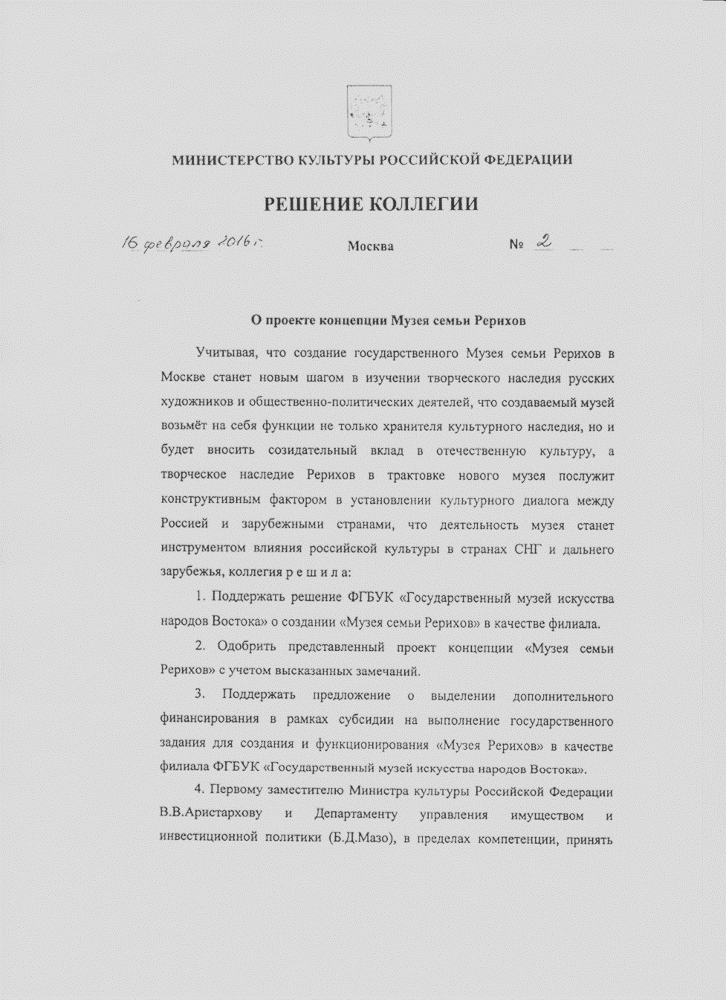 МИНИСТЕРСТВО КУЛЬТУРЫ РОССИЙСКОЙ ФЕДЕРАЦИИ
РЕШЕНИЕ КОЛЛЕГИИ
16 февраля 2016 г. Москва № 2
О проекте концепции Музея семьи Рерихов
Учитывая, что создание государственного Музея семьи Рерихов в
Москве станет новым шагом в изучении творческого наследия русских
художников и общественно-политических деятелей, что создаваемый музей
возьмёт на себя функции не только хранителя культурного наследия, но и
будет вносить созидательный вклад в отечественную культуру, а
творческое наследие Рерихов в трактовке нового музея послужит
конструктивным фактором в установлении культурного диалога между
Россией и зарубежными странами, что деятельность музея станет
инструментом влияния российской культуры в странах СНГ и дальнего
зарубежья, коллегия р е ш и л а:
1. Поддержать решение ФГБУК «Государственный музей искусства
народов Востока» о создании «Музея семьи Рерихов» в качестве филиала.
2. Одобрить представленный проект концепции «Музея семьи
Рерихов» с учетом высказанных замечаний.
3. Поддержать предложение о выделении дополнительного
финансирования в рамках субсидии на выполнение государственного
задания для создания и функционирования «Музея Рерихов» в качестве
филиала ФГБУК «Государственный музей искусства народов Востока».
4. Первому заместителю Министра культуры Российской Федерации
В.В.Аристархову и Департаменту управления имуществом и
инвестиционной политики (Б.Д.Мазо), в пределах компетенции, принять